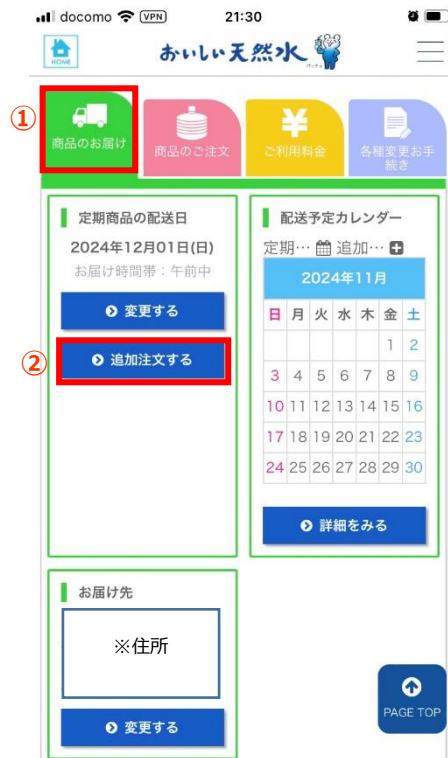 docomo VPN 21:30
HOME
おいしい天然水
①
商品のお届け
商品のご注文
ご利用料金
各種変更お手続き
定期商品の配送日
2024年12月01日(日)
お届け時間帯：午前中
変更する
②
追加注文する
配送予定カレンダー
定期… 追加…
2024年11月
日 月 火 水 木 金 土
1 2
3 4 5 6 7 8 9
10 11 12 13 14 15 16
17 18 19 20 21 22 23
24 25 26 27 28 29 30
詳細をみる
お届け先
※住所
変更する
PAGE TOP